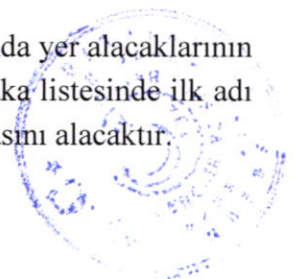 da yer alacaklarının
ka listesinde ilk adı
sını alacaktır.